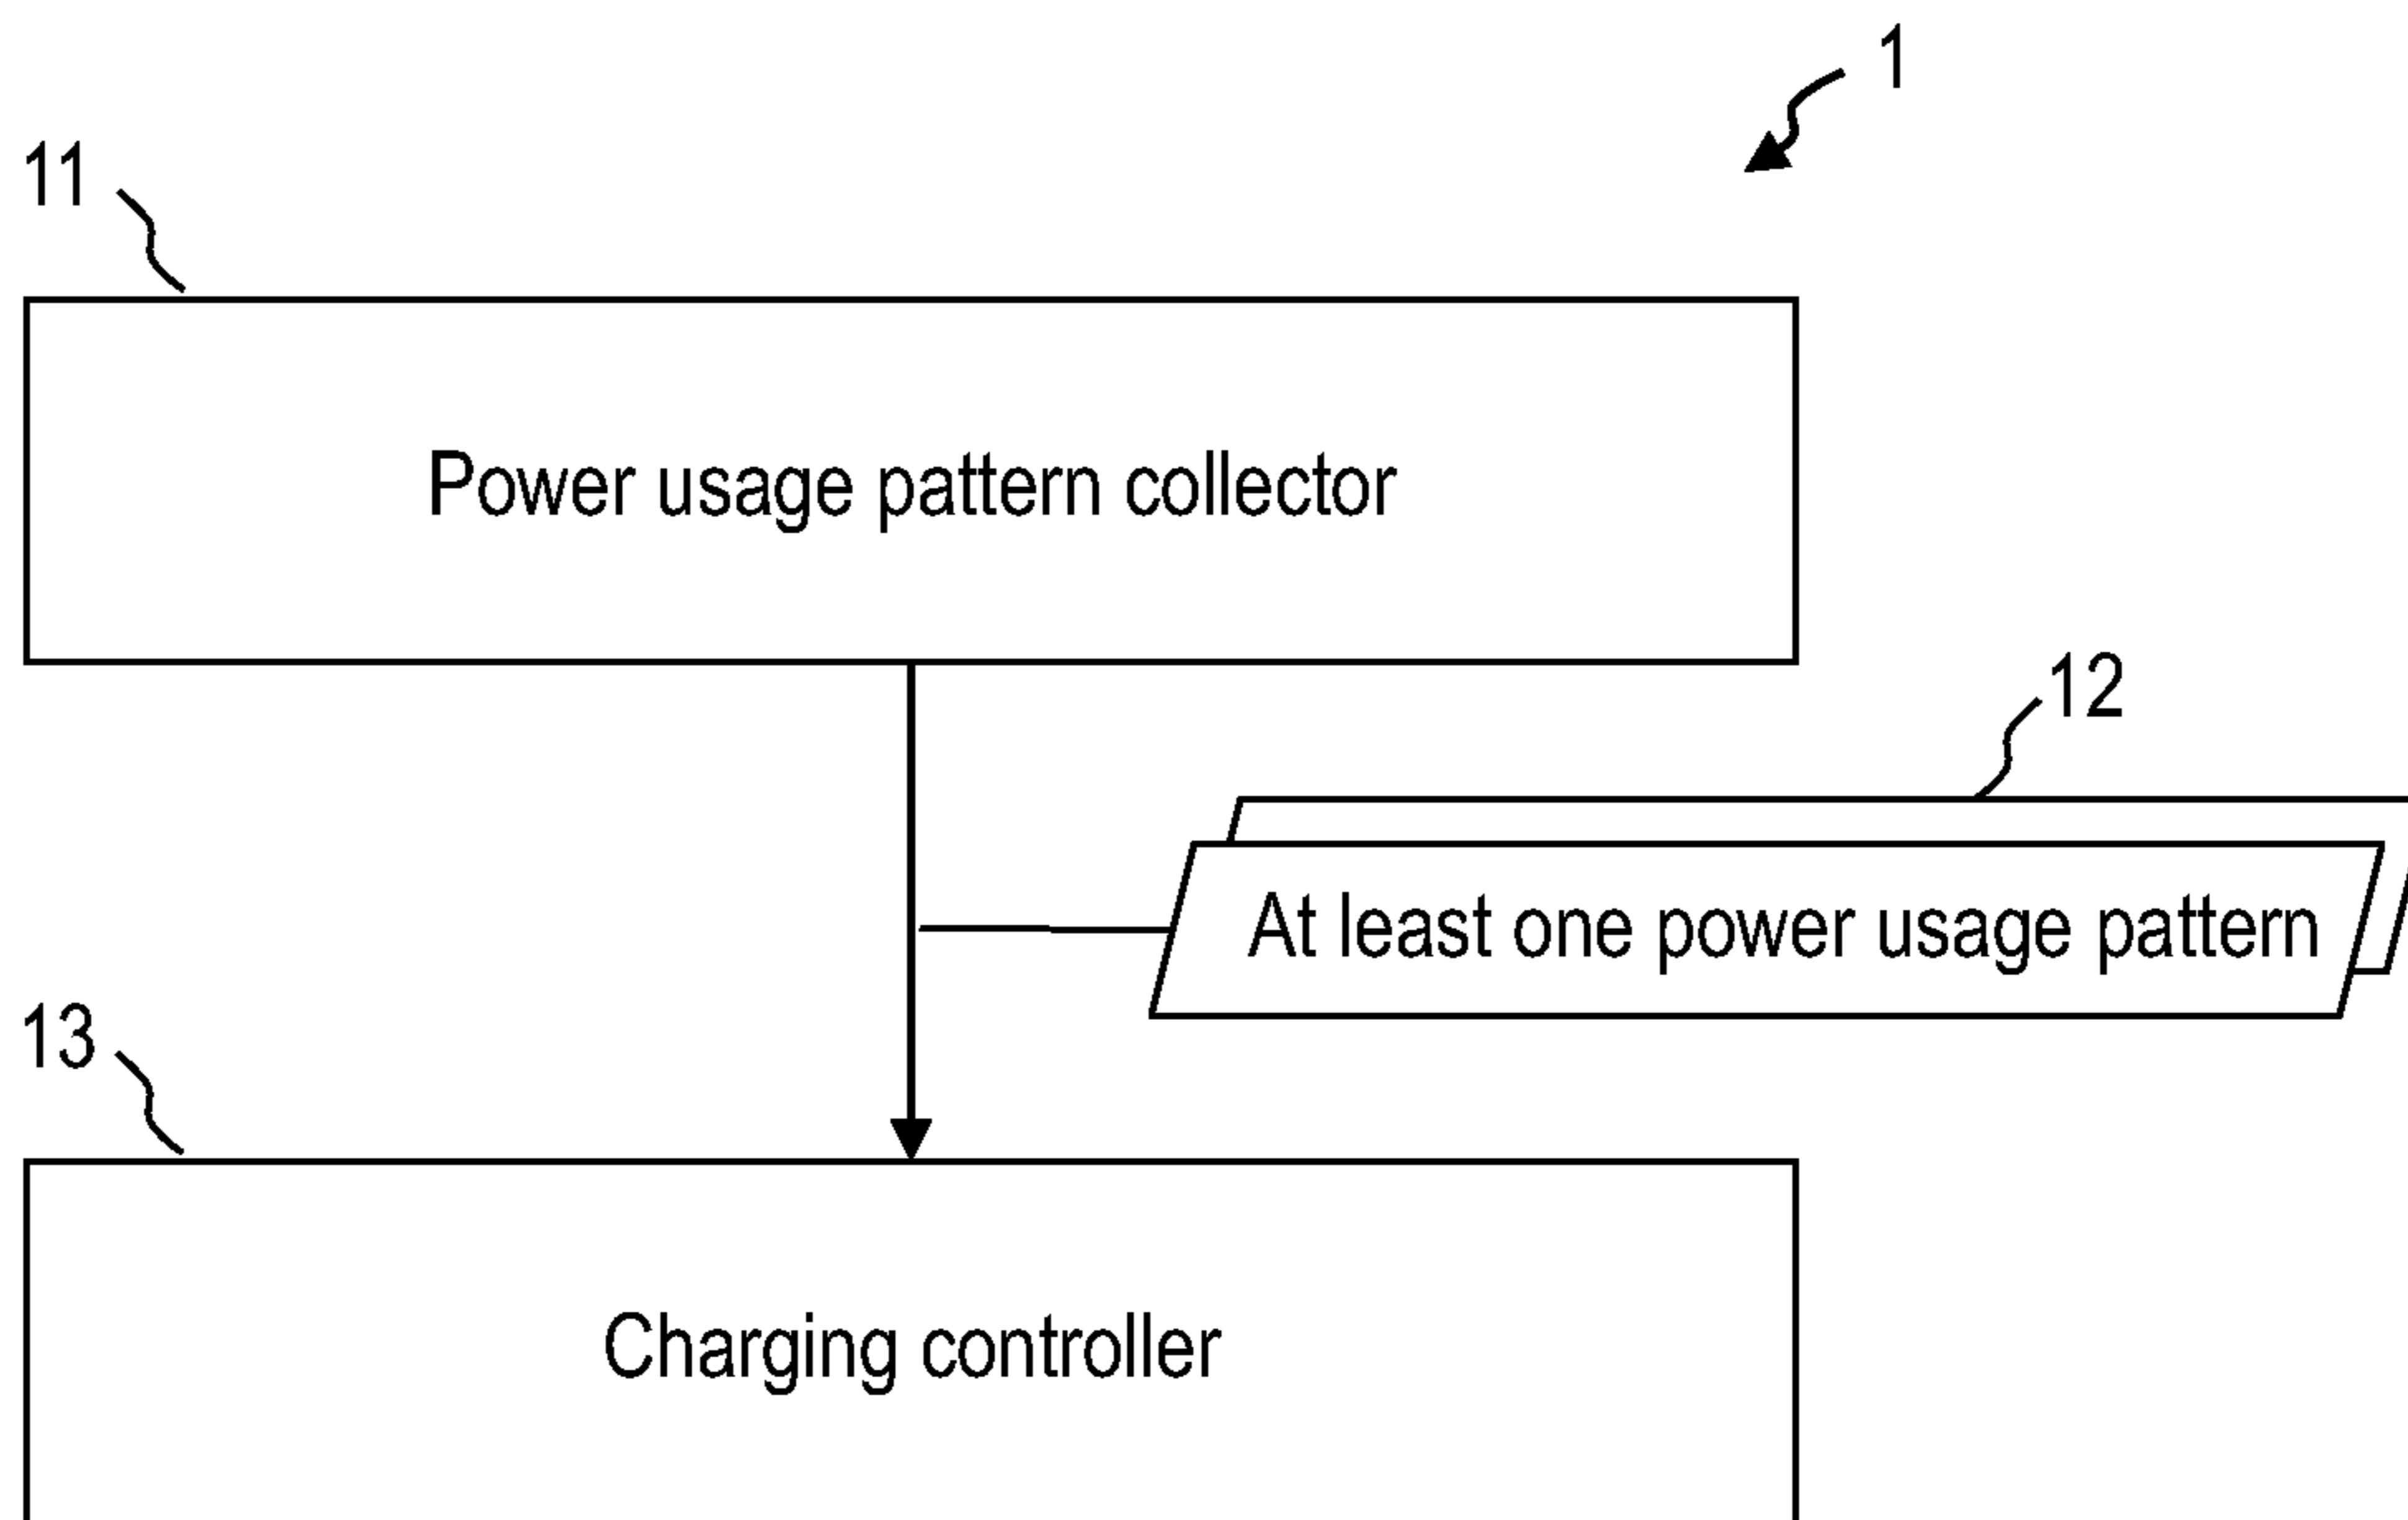 1
11
Power usage pattern collector
12
At least one power usage pattern
13
Charging controller